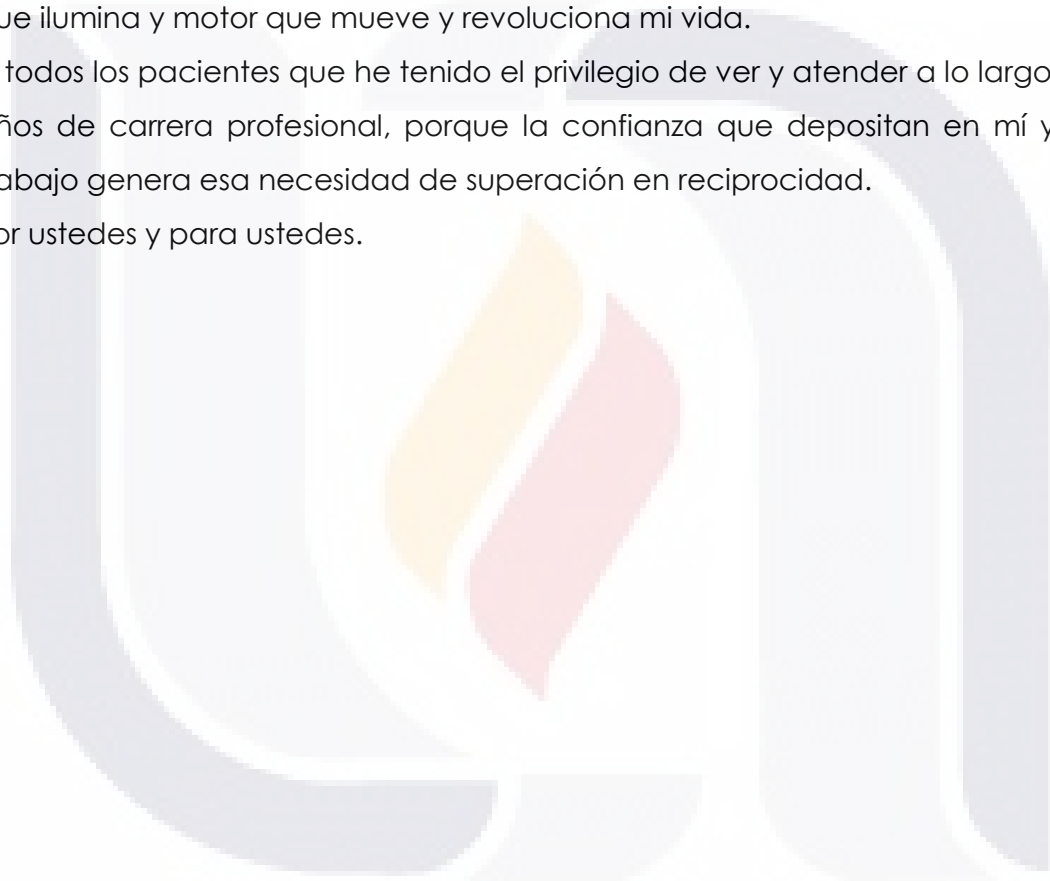 ue ilumina y motor que mueve y revoluciona mi vida.
todos los pacientes que he tenido el privilegio de ver y atender a lo largo
ños de carrera profesional, porque la confianza que depositan en mí y
abajo genera esa necesidad de superación en reciprocidad.
or ustedes y para ustedes.